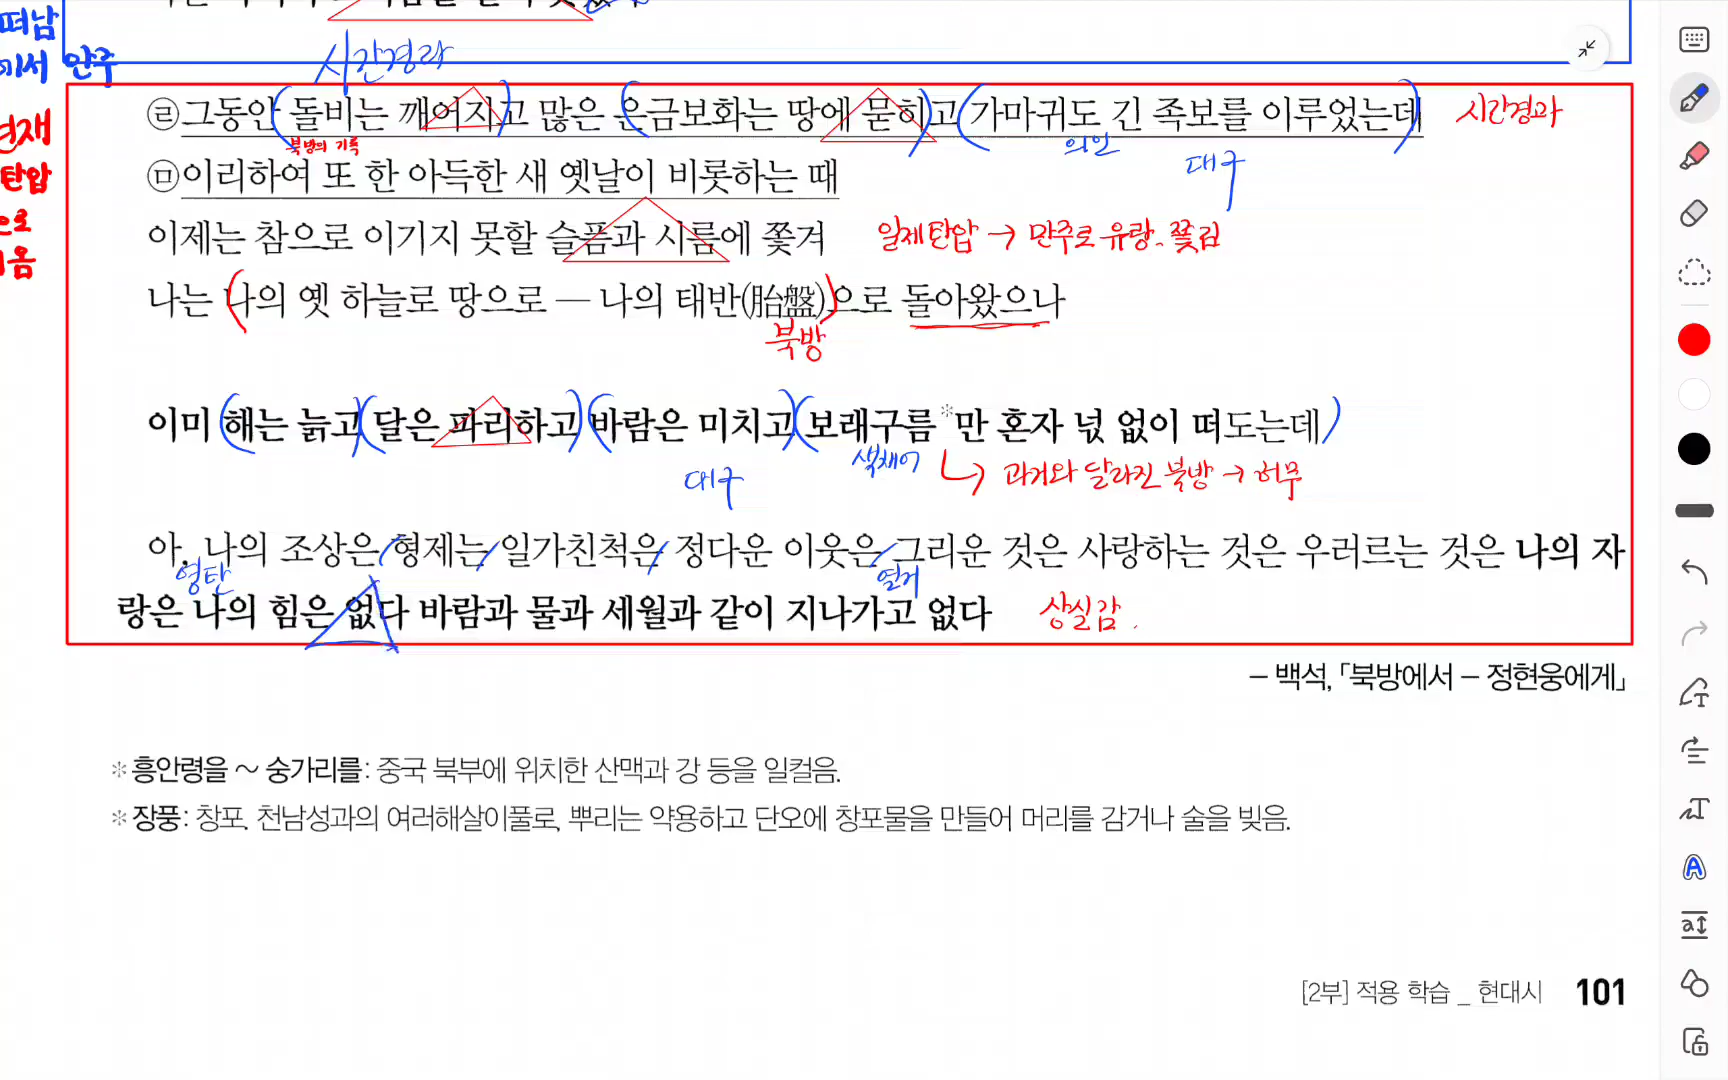 떠남
에서 안주
시간경과
㉣그동안 돌비는 깨어지고 많은 은금보화는 땅에 묻히고 가마귀도 긴 족보를 이루었는데 시간경과
북방의 기록 의인 대구
㉤이리하여 또 한 아득한 새 옛날이 비롯하는 때
이제는 참으로 이기지 못할 슬픔과 시름에 쫓겨 일제탄압 → 만주로 유랑. 쫓김
나는 나의 옛 하늘로 땅으로 — 나의 태반(胎盤)으로 돌아왔으나
북방
탄압
으로
이미 해는 늙고 달은 파리하고 바람은 미치고 보래구름*만 혼자 넋 없이 떠도는데
대구 색채어 과거와 달라진 북방 → 허무
아, 나의 조상은 형제는 일가친척은 정다운 이웃은 그리운 것은 사랑하는 것은 우러르는 것은 나의 자
영탄 열거
랑은 나의 힘은 없다 바람과 물과 세월과 같이 지나가고 없다 상실감.
– 백석, 「북방에서 – 정현웅에게」
*흥안령을 ~ 숭가리를: 중국 북부에 위치한 산맥과 강 등을 일컬음.
*장풍: 창포. 천남성과의 여러해살이풀로, 뿌리는 약용하고 단오에 창포물을 만들어 머리를 감거나 술을 빚음.
[2부] 적용 학습 _ 현대시 101